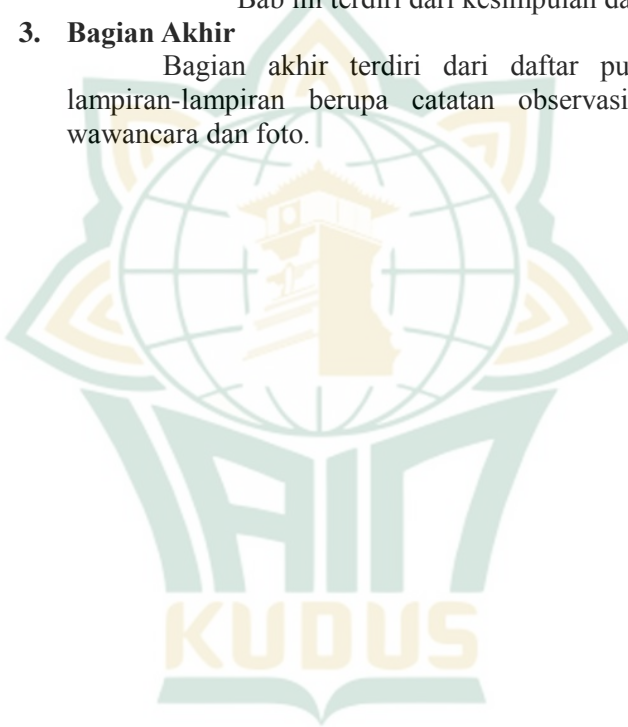 Bab ini terdiri dari kesimpulan da
3. Bagian Akhir
Bagian akhir terdiri dari daftar pu
lampiran-lampiran berupa catatan observasi
wawancara dan foto.
IAIN
KUDUS